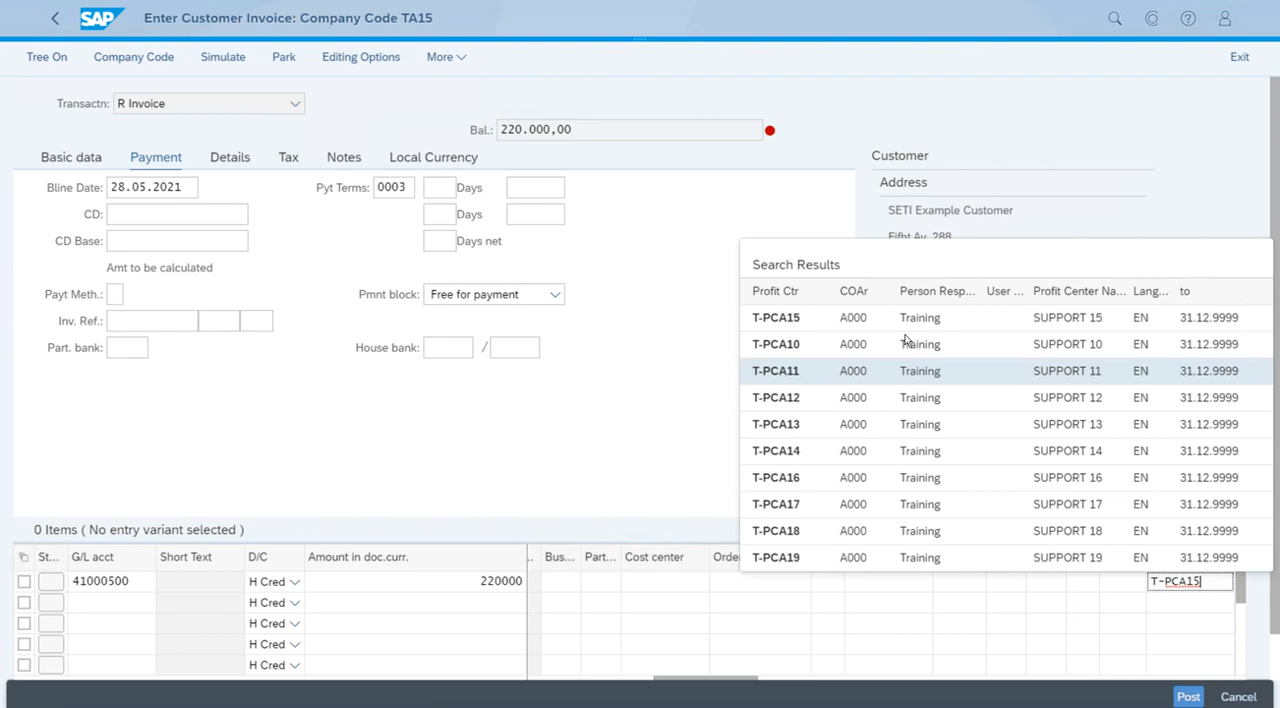 SAP Enter Customer Invoice: Company Code TA15
Tree On Company Code Simulate Park Editing Options More Exit
Transactn: R Invoice
Bal.: 220.000,00
Basic data Payment Details Tax Notes Local Currency
Bline Date: 28.05.2021 Pyt Terms: 0003 Days
CD: Days
CD Base: Days net
Amt to be calculated
Payt Meth.: Pmnt block: Free for payment
Inv. Ref.:
Part. bank: House bank: /
Customer
Address
SETI Example Customer
Fifht Av. 288
Search Results
Profit Ctr COAr Person Resp... User ... Profit Center Na... Lang... to
T-PCA15 A000 Training SUPPORT 15 EN 31.12.9999
T-PCA10 A000 Training SUPPORT 10 EN 31.12.9999
T-PCA11 A000 Training SUPPORT 11 EN 31.12.9999
T-PCA12 A000 Training SUPPORT 12 EN 31.12.9999
T-PCA13 A000 Training SUPPORT 13 EN 31.12.9999
T-PCA14 A000 Training SUPPORT 14 EN 31.12.9999
T-PCA16 A000 Training SUPPORT 16 EN 31.12.9999
T-PCA17 A000 Training SUPPORT 17 EN 31.12.9999
T-PCA18 A000 Training SUPPORT 18 EN 31.12.9999
T-PCA19 A000 Training SUPPORT 19 EN 31.12.9999
0 Items ( No entry variant selected )
St... G/L acct Short Text D/C Amount in doc.curr. .. Bus... Part... Cost center Orde
41000500 H Cred 220000 T-PCA15
H Cred
H Cred
H Cred
H Cred
Post Cancel